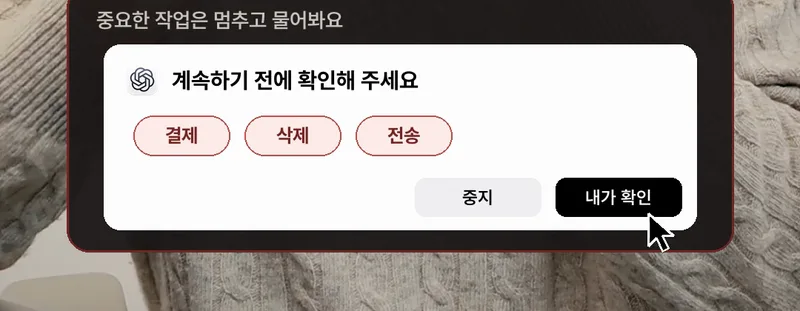 중요한 작업은 멈추고 물어봐요
계속하기 전에 확인해 주세요
결제 삭제 전송
중지 내가 확인